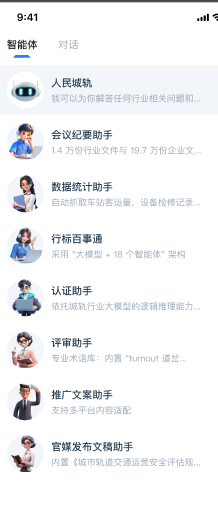 9:41
智能体 对话
人民城轨
我可以为你解答任何行业相关问题和...
会议纪要助手
1.4 万份行业文件与 19.7 万份企业文...
数据统计助手
自动抓取车站客运量，设备检修记录...
行标百事通
采用 "大模型 + 18 个智能体" 架构
认证助手
依托城轨行业大模型的逻辑推理能力...
评审助手
专业术语库：内置 "turnout 道岔...
推广文案助手
支持多平台内容适配
官媒发布文稿助手
内置《城市轨道交通运营安全评估规...